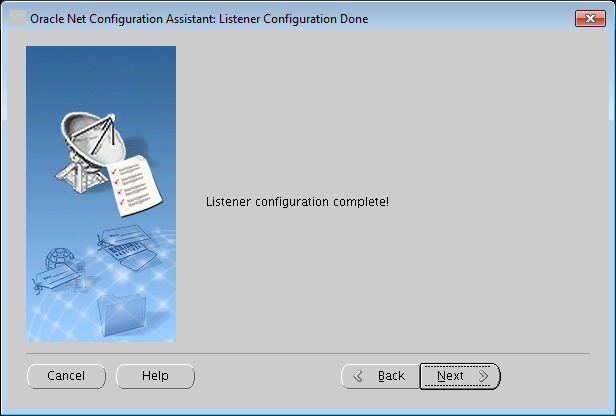 Oracle Net Configuration Assistant: Listener Configuration Done
Listener configuration complete!
Cancel
Help
Back
Next